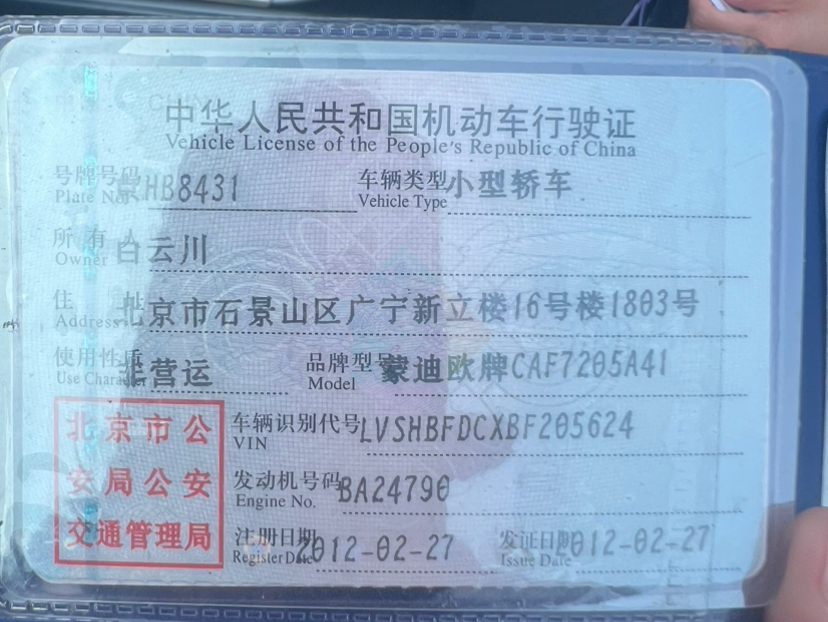 中华人民共和国机动车行驶证
Vehicle License of the People's Republic of China
号牌号码 HB8431 车辆类型 小型轿车
Plate No. Vehicle Type
所有人 白云川
Owner
住址 北京市石景山区广宁新立楼16号楼1803号
Address
使用性质 非营运 品牌型号 蒙迪欧牌CAF7205A41
Use Character Model
北京市公安局公安交通管理局
车辆识别代号 LVSHBFDCXBF205624
VIN
发动机号码 BA24790
Engine No.
注册日期 2012-02-27 发证日期 2012-02-27
Register Date Issue Date